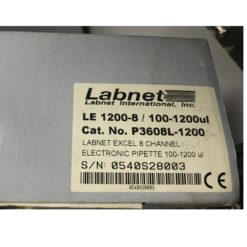 Labnet
Labnet International, Inc.
LE 1200-8 / 100-1200ul
Cat. No. P3608L-1200
LABNET EXCEL 8 CHANNEL
ELECTRONIC PIPETTE 100-1200 ul
S/N: 0540S28003
0540S28003